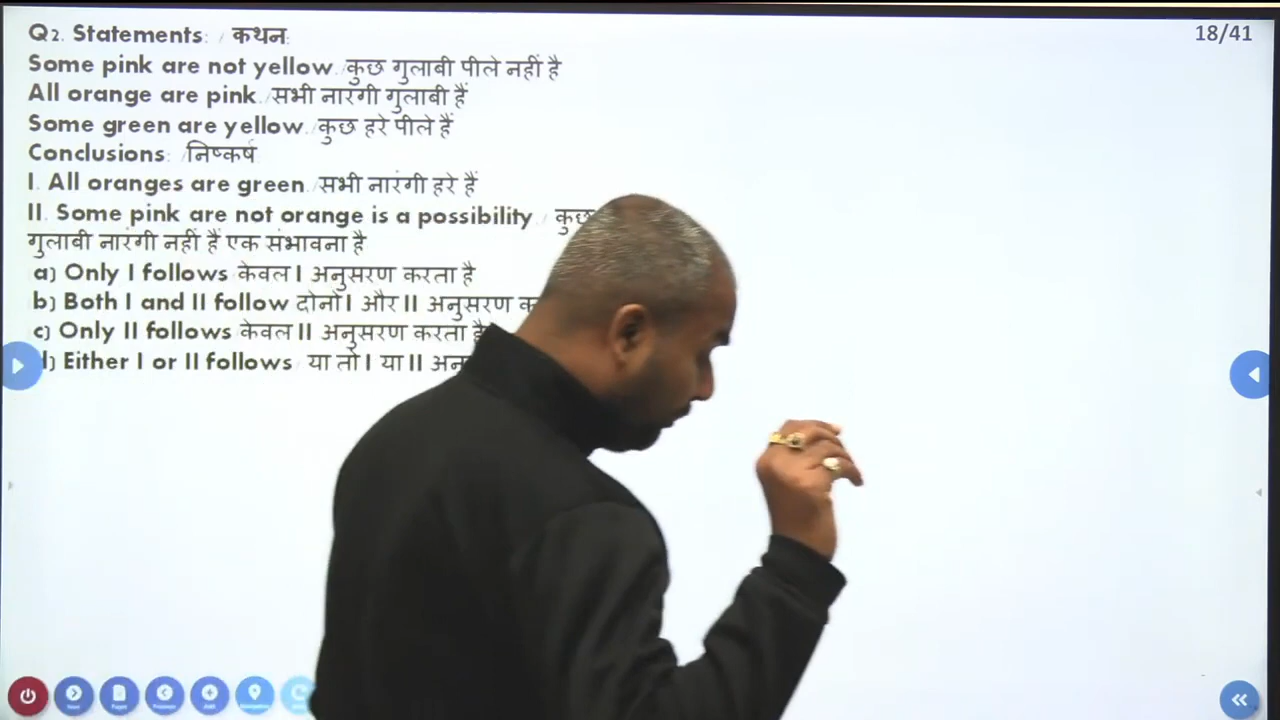 Q2. Statements: / कथन:
18/41
Some pink are not yellow./कुछ गुलाबी पीले नहीं है
All orange are pink./सभी नारंगी गुलाबी हैं
Some green are yellow./कुछ हरे पीले हैं
Conclusions: /निष्कर्ष
I. All oranges are green./सभी नारंगी हरे हैं
II. Some pink are not orange is a possibility./ कुछ
गुलाबी नारंगी नहीं हैं एक संभावना है
a) Only I follows केवल I अनुसरण करता है
b) Both I and II follow दोनों I और II अनुसरण
c) Only II follows केवल II अनुसरण करता है
d) Either I or II follows या तो I या II